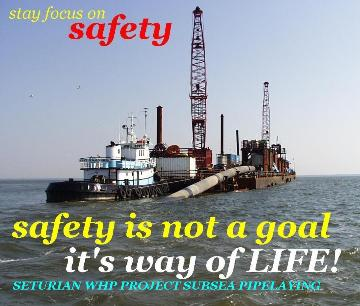 stay focus on
safety
safety is not a goal
it's way of LIFE!
SETURIAN WHP PROJECT SUBSEA PIPELAYING